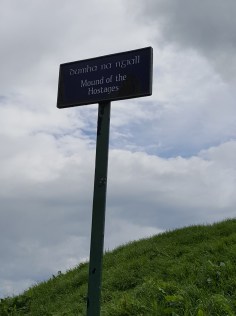 Dumha na ngiall
Mound of the
Hostages